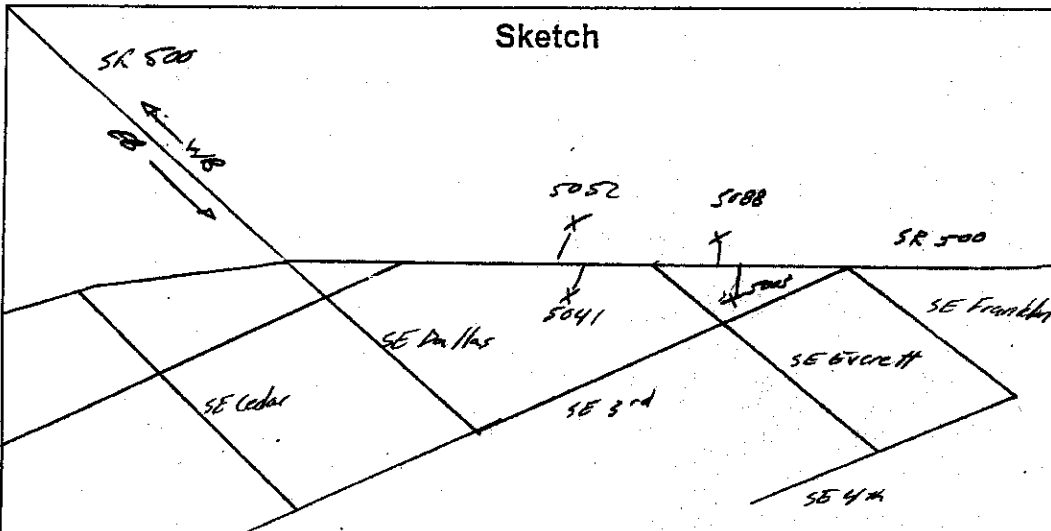 Sketch
SR 500
EB
W/B
5052
5088
SR 500
5041
SE Dallas
SE Franklin
SE Everett
SE Cedar
SE 3rd
SE 4th